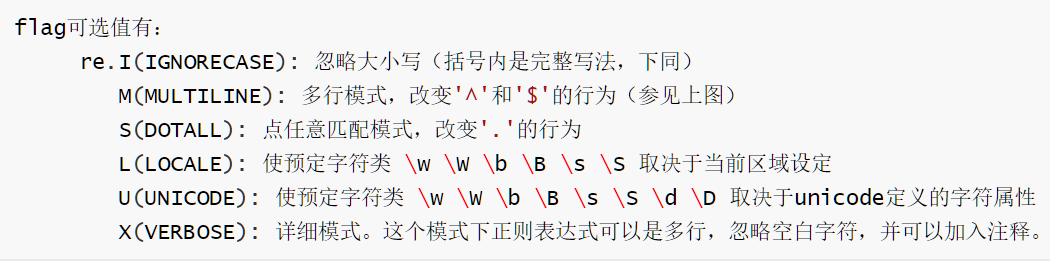 flag可选值有：
re.I(IGNORECASE): 忽略大小写（括号内是完整写法，下同）
M(MULTILINE): 多行模式，改变'^'和'$'的行为（参见上图）
S(DOTALL): 点任意匹配模式，改变'.'的行为
L(LOCALE): 使预定字符类 \w \W \b \B \s \S 取决于当前区域设定
U(UNICODE): 使预定字符类 \w \W \b \B \s \S \d \D 取决于unicode定义的字符属性
X(VERBOSE): 详细模式。这个模式下正则表达式可以是多行，忽略空白字符，并可以加入注释。